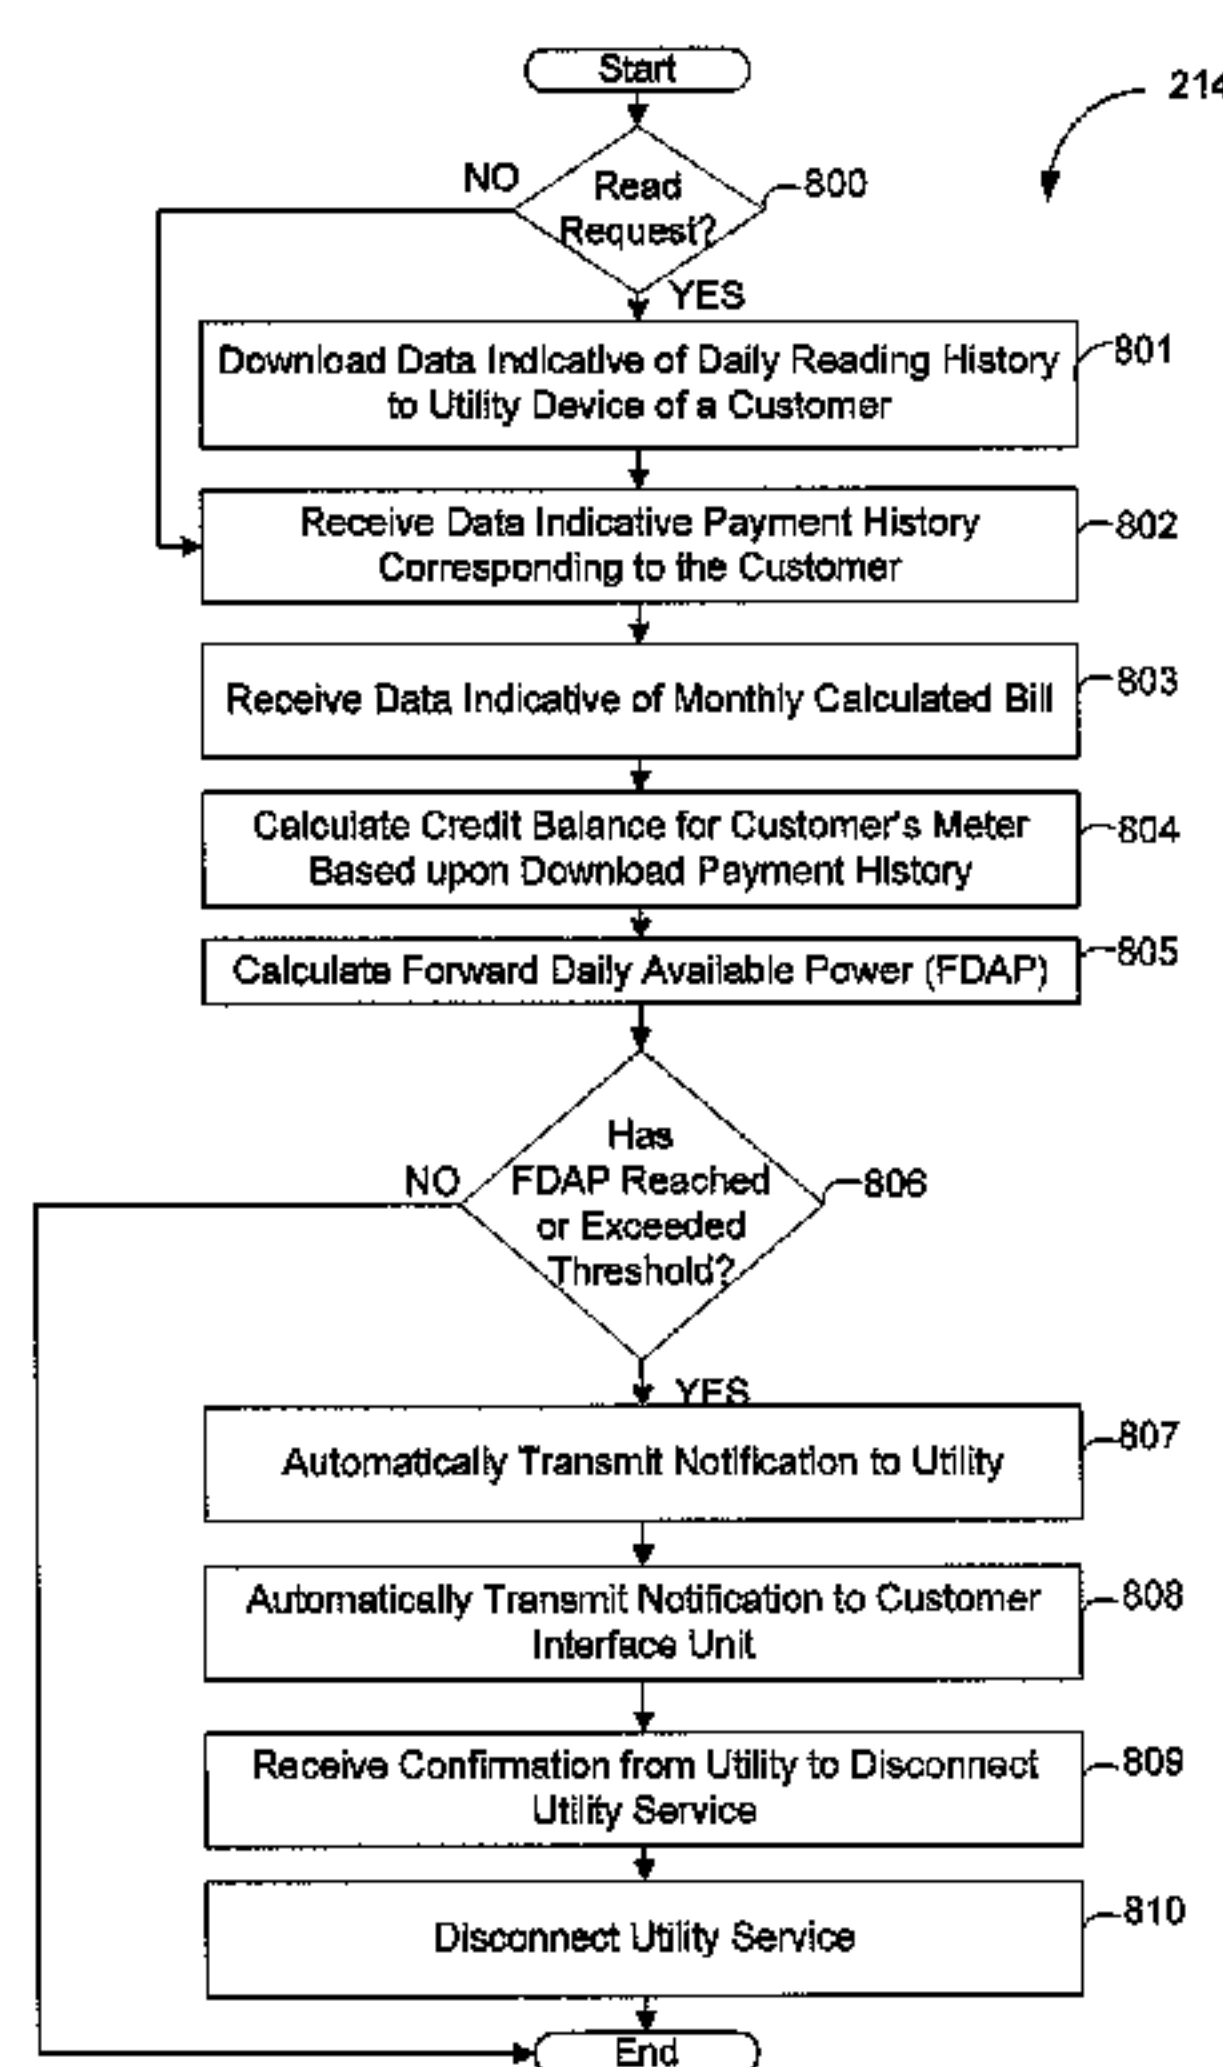 Start
214
NO
Read
Request?
800
YES
Download Data Indicative of Daily Reading History
to Utility Device of a Customer
801
Receive Data Indicative Payment History
Corresponding to the Customer
802
Receive Data Indicative of Monthly Calculated Bill
803
Calculate Credit Balance for Customer's Meter
Based upon Download Payment History
804
Calculate Forward Daily Available Power (FDAP)
805
Has
FDAP Reached
or Exceeded
Threshold?
NO
806
YES
Automatically Transmit Notification to Utility
807
Automatically Transmit Notification to Customer
Interface Unit
808
Receive Confirmation from Utility to Disconnect
Utility Service
809
Disconnect Utility Service
810
End